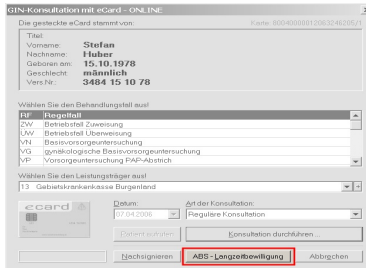 GIN-Konsultation mit eCard - ONLINE
Die gesteckte eCard stammt von:
Titel
Vorname: Stefan
Nachname: Huber
Geboren am: 15.10.1978
Geschlecht: männlich
Vers.Nr.: 3484 15 10 78
Wählen Sie den Behandlungsfall aus!
RF Regelfall
ZW Betriebsfall Zuweisung
UW Betriebsfall Überweisung
VN Basisvorsorgeuntersuchung
VG gynäkologische Basisvorsorgeuntersuchung
VP Vorsorgeuntersuchung PAP-Abstrich
Wählen Sie den Leistungsträger aus!
13 Gebietskrankenkasse Burgenland
ecard
Datum: Art der Konsultation:
07.04.2006 Reguläre Konsultation
Patient aufrufen Konsultation durchführen ...
Nachsignieren ABS - Langzeitbewilligung Abbrechen